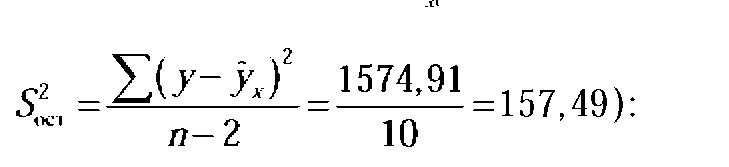 S²ост = ∑(y − ŷₓ)² / n − 2 = 1574,91 / 10 = 157,49):